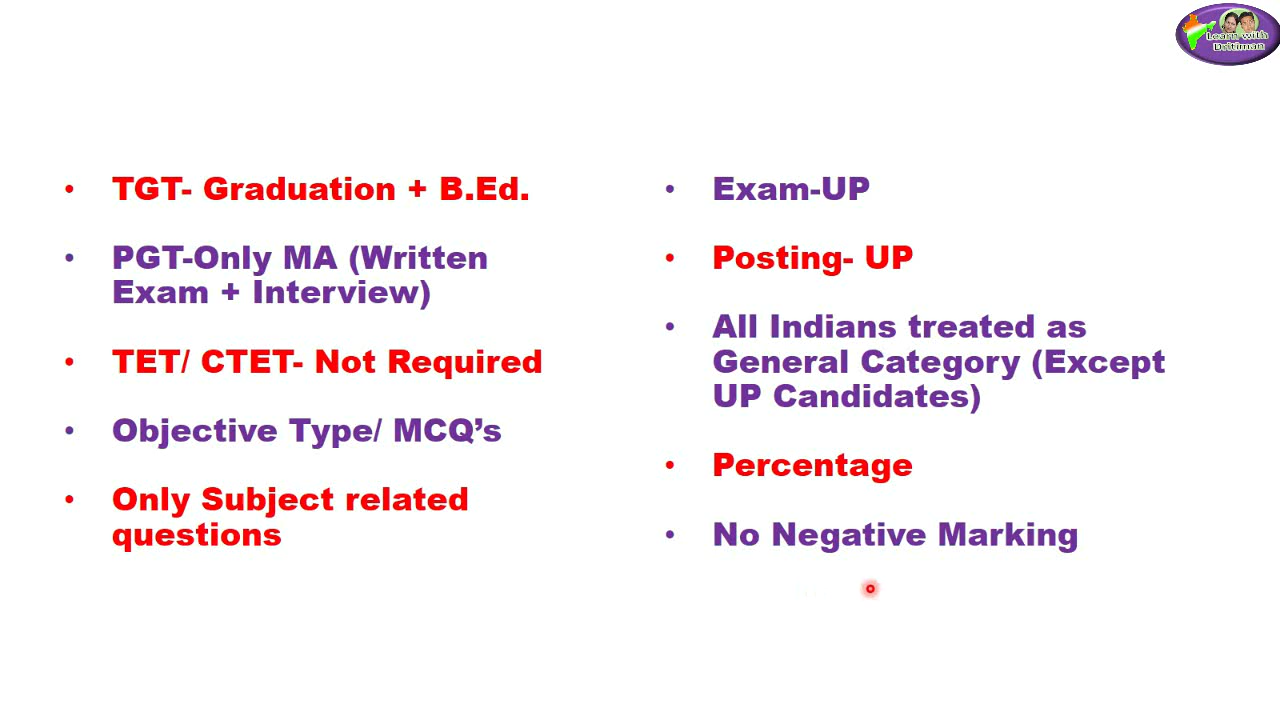 Learn with
Dritiman
TGT- Graduation + B.Ed.
PGT-Only MA (Written
Exam + Interview)
TET/ CTET- Not Required
Objective Type/ MCQ’s
Only Subject related
questions
Exam-UP
Posting- UP
All Indians treated as
General Category (Except
UP Candidates)
Percentage
No Negative Marking